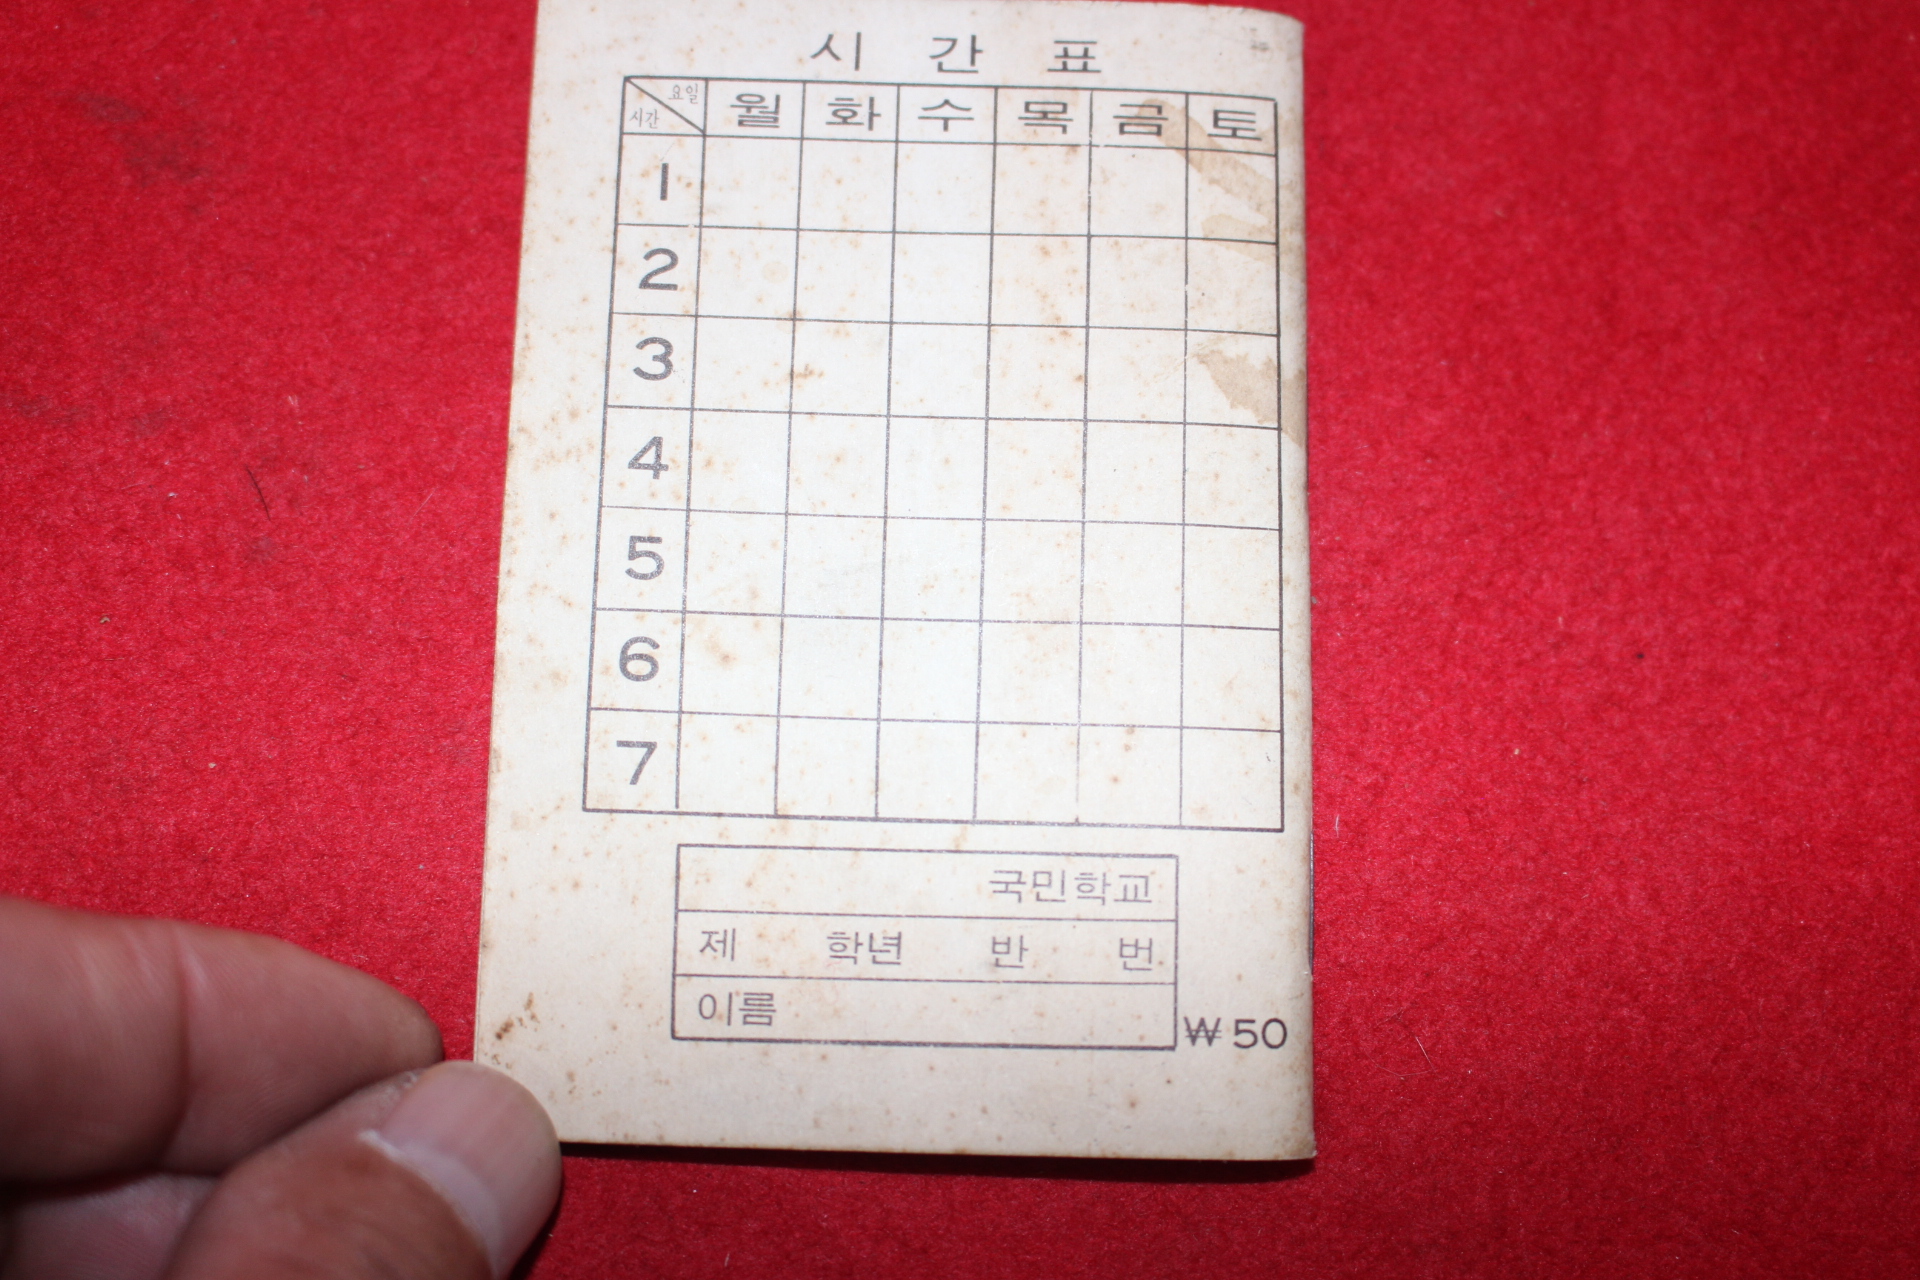 시 간 표
요일
시간
월 화 수 목 금 토
1
2
3
4
5
6
7
국민학교
제 학년 반 번
이름
₩ 50